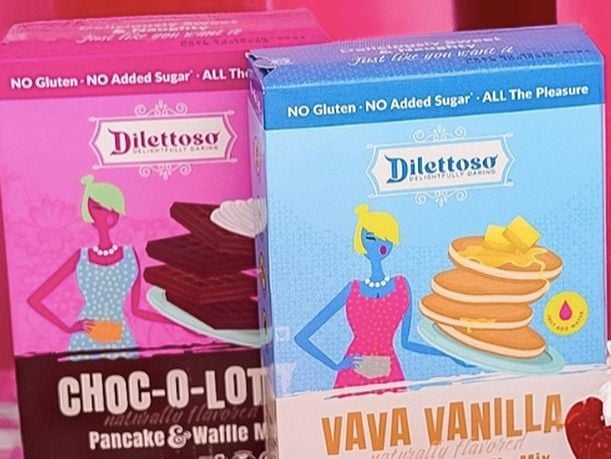 Just like you want it
NO Gluten · NO Added Sugar* · ALL The
Dilettoso
DELIGHTFULLY DARING
CHOC-O-LOT
naturally flavored
Pancake & Waffle M
Just like you want it
NO Gluten · NO Added Sugar* · ALL The Pleasure
Dilettoso
DELIGHTFULLY DARING
JUST ADD WATER
VAVA VANILLA
naturally flavored
Mix